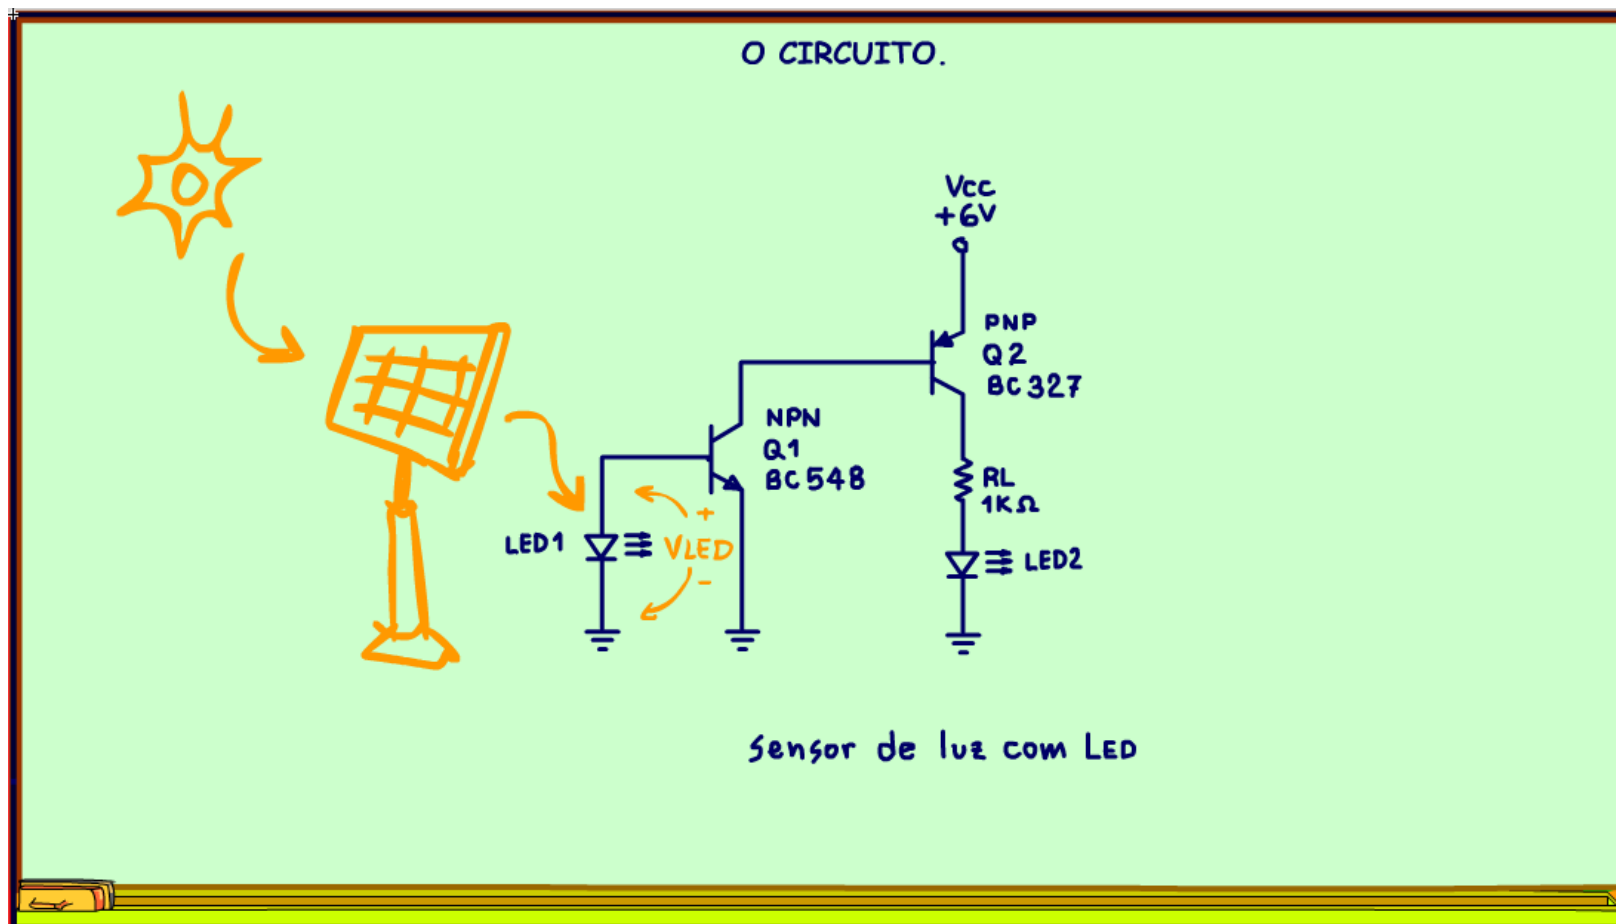 O CIRCUITO.
Vcc
+6V
PNP
Q2
BC327
NPN
Q1
BC548
RL
1KΩ
LED1
+
VLED
-
LED2
Sensor de luz com LED